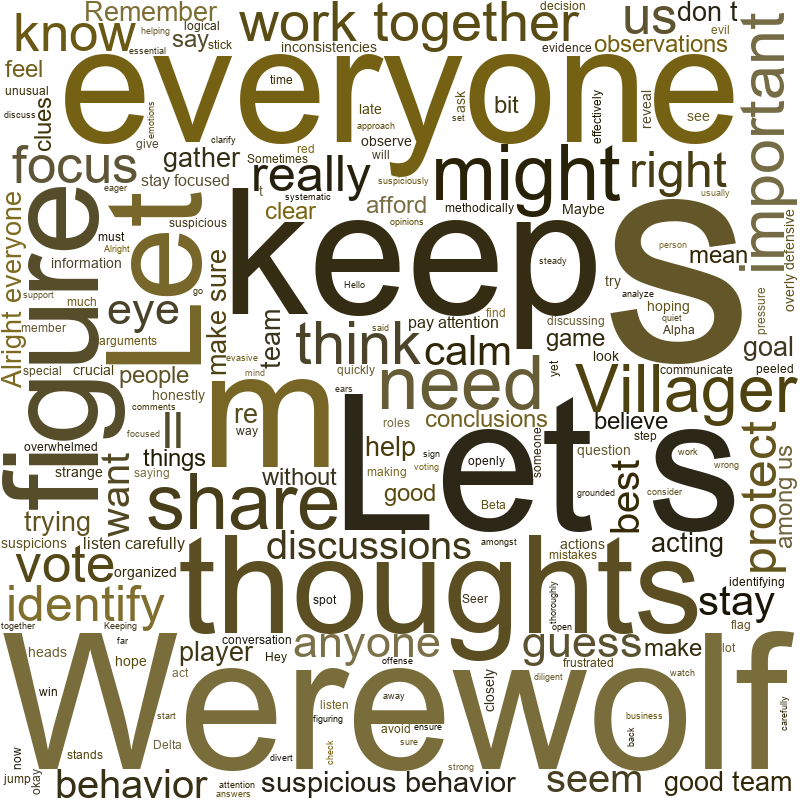 Remember
helping
logical
work together
decision
us
don t
know
say
stick
inconsistencies
evil
essential
evidence
observations
feel
everyone
important
unusual
time
clues
discuss
emotions
give
clarify
late
approach
ask
set
bit
effectively
reveal
see
observe
red
will
focus
gather
Sometimes
really
might
right
stay focused
suspiciously
usually
eager
t
systematic
clear
afford
opinions
methodically
Maybe
figure
Let
suspicious
keep
s
must
Alright
person
mean
overly defensive
Alright everyone
information
go
make sure
Hello
steady
try
analyze
support
much
eye
hoping
find
quiet
Alpha
pressure
member
arguments
team
said
pay attention
discussing
game
look
goal
evasive
think
calm
yet
special
crucial
people
quickly
mind
need
communicate
peeled
honestly
m
ears
Villager
comments
re
way
Let s
roles
conclusions
believe
focused
ll
sign
someone
step
overwhelmed
help
voting
openly
question
work
wrong
things
strange
saying
want
without
making
good
grounded
best
consider
protect
among us
share
Beta
trying
suspicions
listen carefully
discussions
amongst
actions
mistakes
acting
vote
organized
thoughts
identifying
identify
spot
Seer
thoroughly
open
stay
together
Keeping
flag
far
conversation
anyone
guess
make
lot
heads
hope
player
Hey
offense
frustrated
act
Werewolf
closely
diligent
watch
win
away
listen
start
figuring
business
avoid
ensure
carefully
Delta
sure
stands
check
divert
back
now
strong
jump
okay
behavior
attention
answers
suspicious behavior
seem
good team